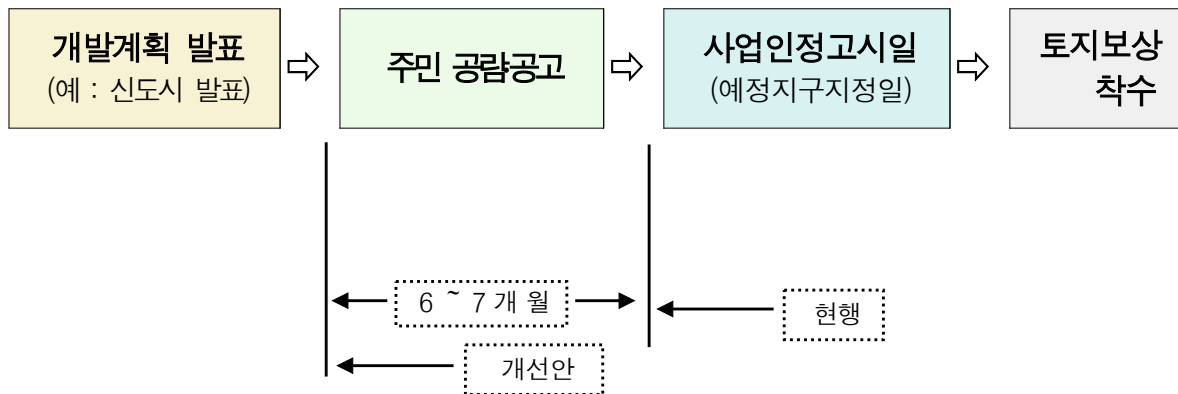 개발계획 발표
(예 : 신도시 발표)
주민 공람·공고
사업인정고시일
(예정지구지정일)
토지보상
착수
6 ~ 7개월
현행
개선안